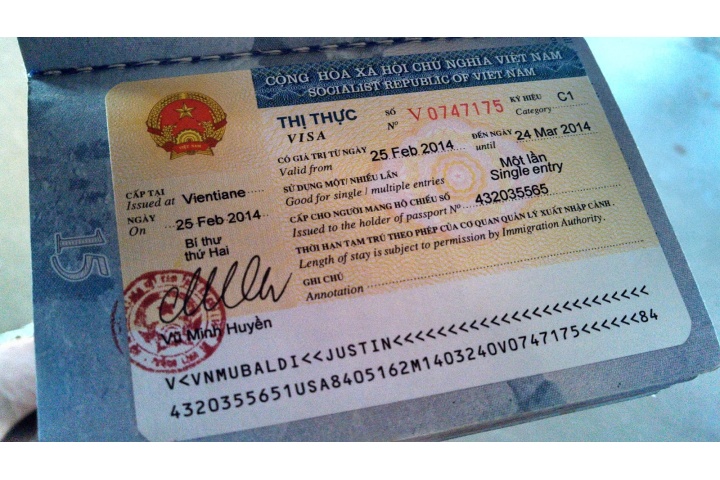 CỘNG HÒA XÃ HỘI CHỦ NGHĨA VIỆT NAM
SOCIALIST REPUBLIC OF VIET NAM
THỊ THỰC SỐ V0747175 KÝ HIỆU C1
VISA Nº Category
CÓ GIÁ TRỊ TỪ NGÀY 25 Feb 2014 ĐẾN NGÀY 24 Mar 2014
Valid from until
SỬ DỤNG MỘT/ NHIỀU LẦN Một lần
Good for single / multiple entries Single entry
CẤP CHO NGƯỜI MANG HỘ CHIẾU SỐ 432035565
Issued to the holder of passport Nº
THỜI HẠN TẠM TRÚ THEO PHÉP CỦA CƠ QUAN QUẢN LÝ XUẤT NHẬP CẢNH.
Length of stay is subject to permission by Immigration Authority.
GHI CHÚ
Annotation
VIỆT NAM
CẤP TẠI
Issued at Vientiane
NGÀY
On 25 Feb 2014
Bí thư
thứ Hai
Vũ Minh Huyền
15
V<VNMUBALDI<<JUSTIN<<<<<<<<<<<<<<<<<<<<<<<<<
4320355651USA8405162M1403240V0747175<<<<<<84